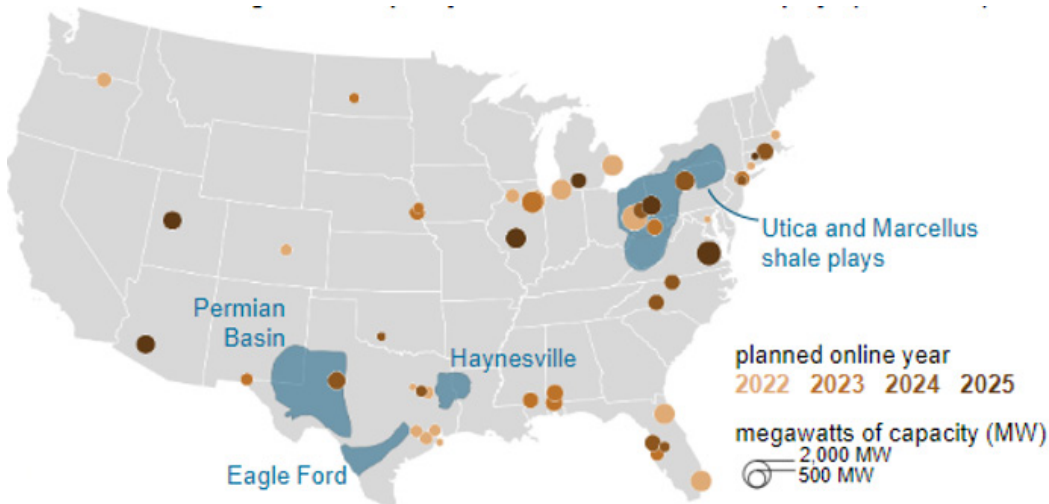 Utica and Marcellus
shale plays
Permian
Basin
Haynesville
Eagle Ford
planned online year
2022 2023 2024 2025
megawatts of capacity (MW)
2,000 MW
500 MW